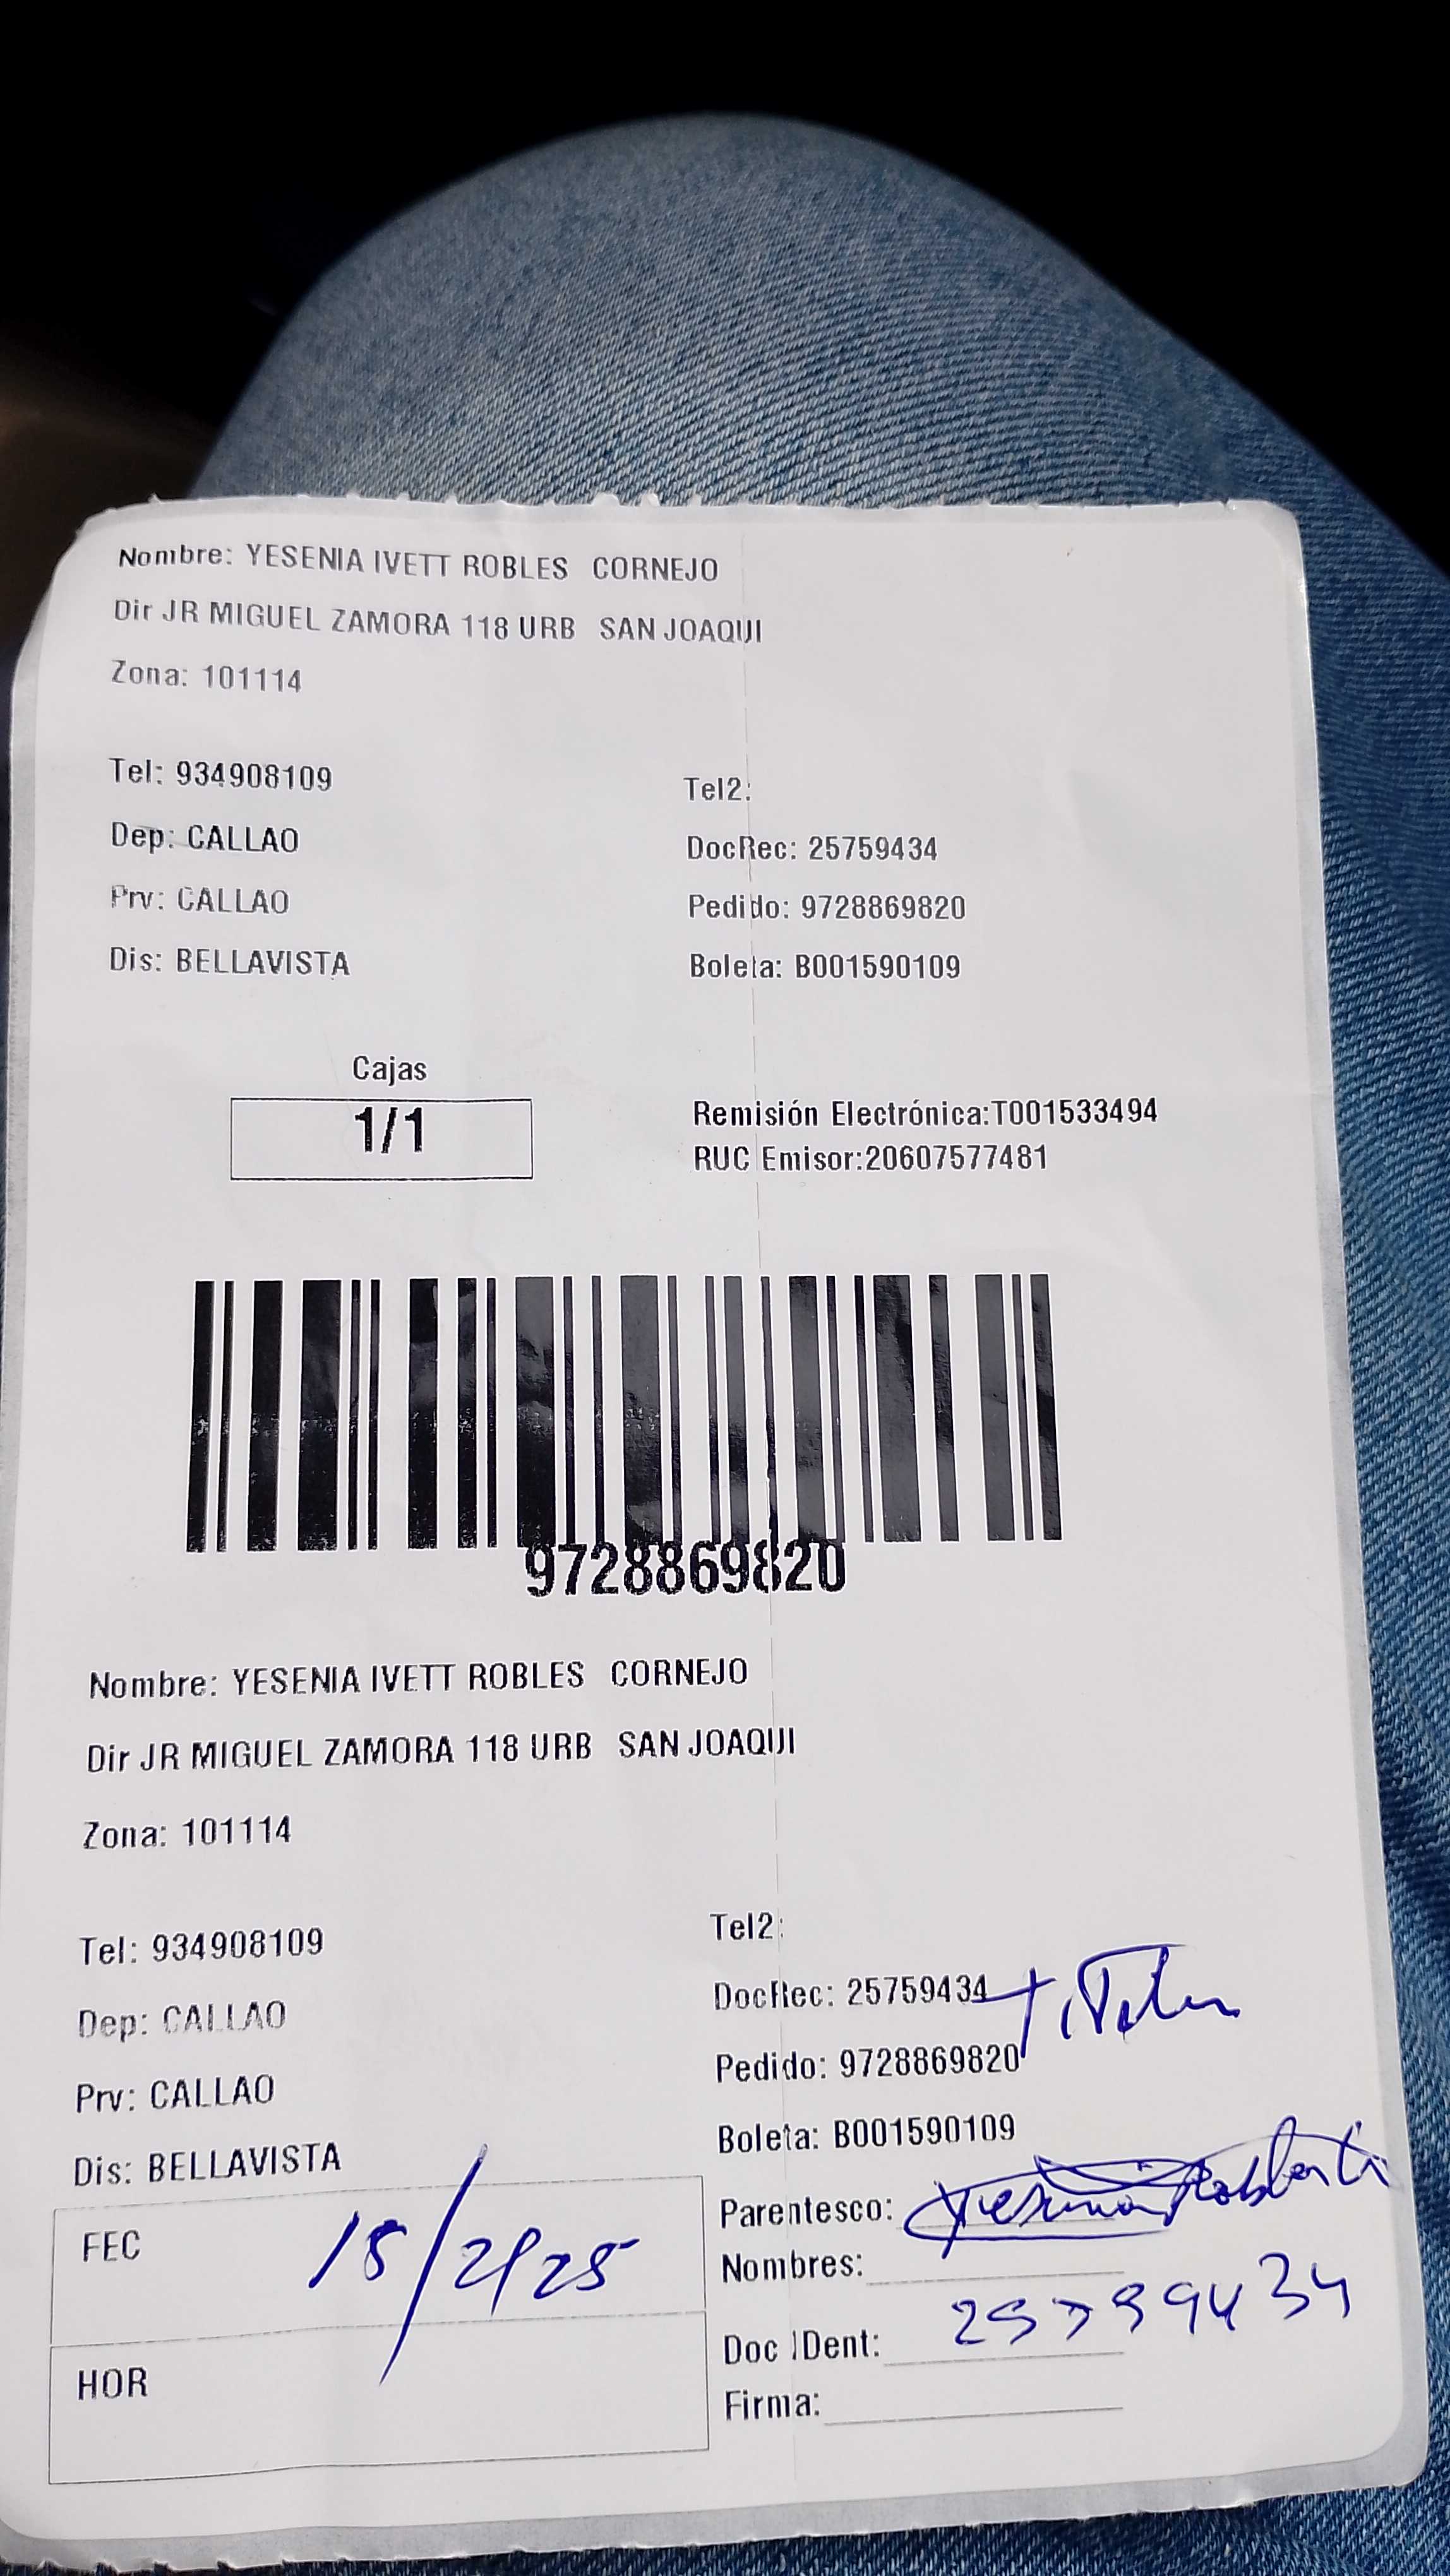 Nombre: YESENIA IVETT ROBLES CORNEJO
Dir JR MIGUEL ZAMORA 118 URB SAN JOAQUI
Zona: 101114
Tel: 934908109
Tel2:
Dep: CALLAO
DocRec: 25759434
Prv: CALLAO
Pedido: 9728869820
Dis: BELLAVISTA
Boleta: B001590109
Cajas
1/1
Remisión Electrónica:T001533494
RUC Emisor:20607577481
9728869820
Nombre: YESENIA IVETT ROBLES CORNEJO
Dir JR MIGUEL ZAMORA 118 URB SAN JOAQUI
Zona: 101114
Tel: 934908109
Tel2:
Dep: CALLAO
DocRec: 25759434
Prv: CALLAO
Pedido: 9728869820
Dis: BELLAVISTA
Boleta: B001590109
FEC
Parentesco:
Nombres:
HOR
Doc IDent: 25759434
Firma: